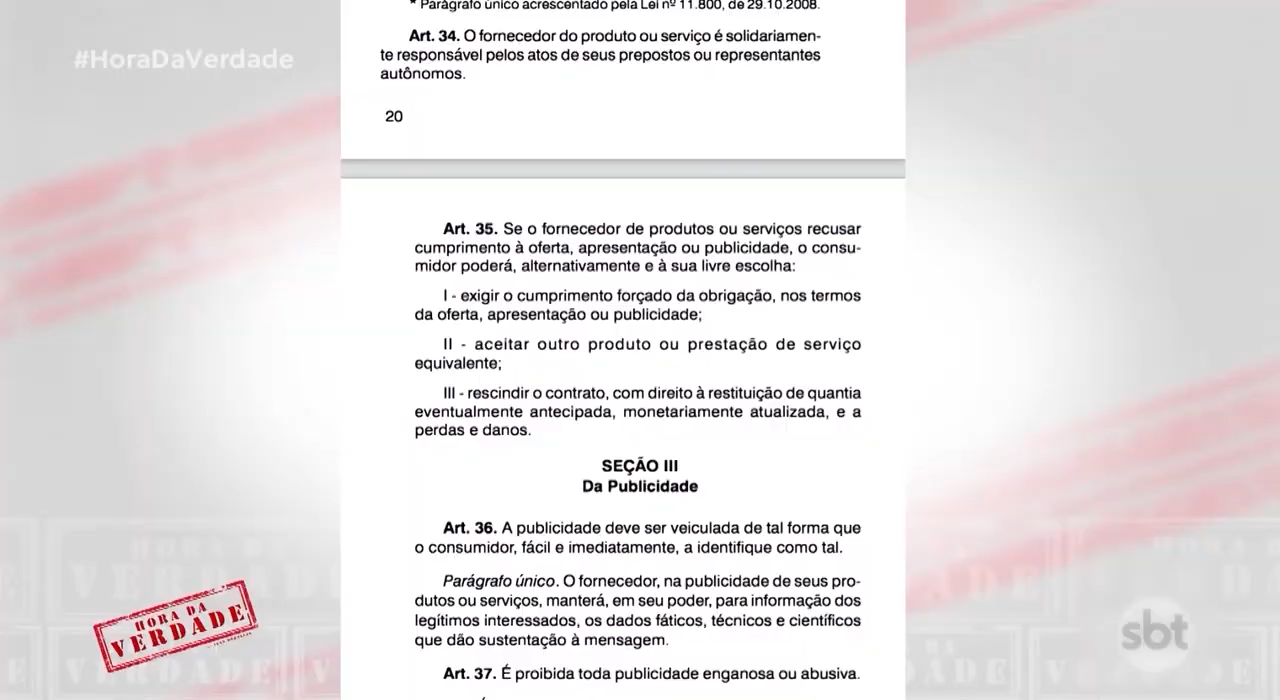 * Parágrafo único acrescentado pela Lei nº 11.800, de 29.10.2008.
#HoraDaVerdade
Art. 34. O fornecedor do produto ou serviço é solidariamen-
te responsável pelos atos de seus prepostos ou representantes
autônomos.
20
Art. 35. Se o fornecedor de produtos ou serviços recusar
cumprimento à oferta, apresentação ou publicidade, o consu-
midor poderá, alternativamente e à sua livre escolha:
I - exigir o cumprimento forçado da obrigação, nos termos
da oferta, apresentação ou publicidade;
II - aceitar outro produto ou prestação de serviço
equivalente;
III - rescindir o contrato, com direito à restituição de quantia
eventualmente antecipada, monetariamente atualizada, e a
perdas e danos.
SEÇÃO III
Da Publicidade
Art. 36. A publicidade deve ser veiculada de tal forma que
o consumidor, fácil e imediatamente, a identifique como tal.
Parágrafo único. O fornecedor, na publicidade de seus pro-
dutos ou serviços, manterá, em seu poder, para informação dos
legítimos interessados, os dados fáticos, técnicos e científicos
que dão sustentação à mensagem.
Art. 37. É proibida toda publicidade enganosa ou abusiva.
HORA DA
VERDADE
sbt